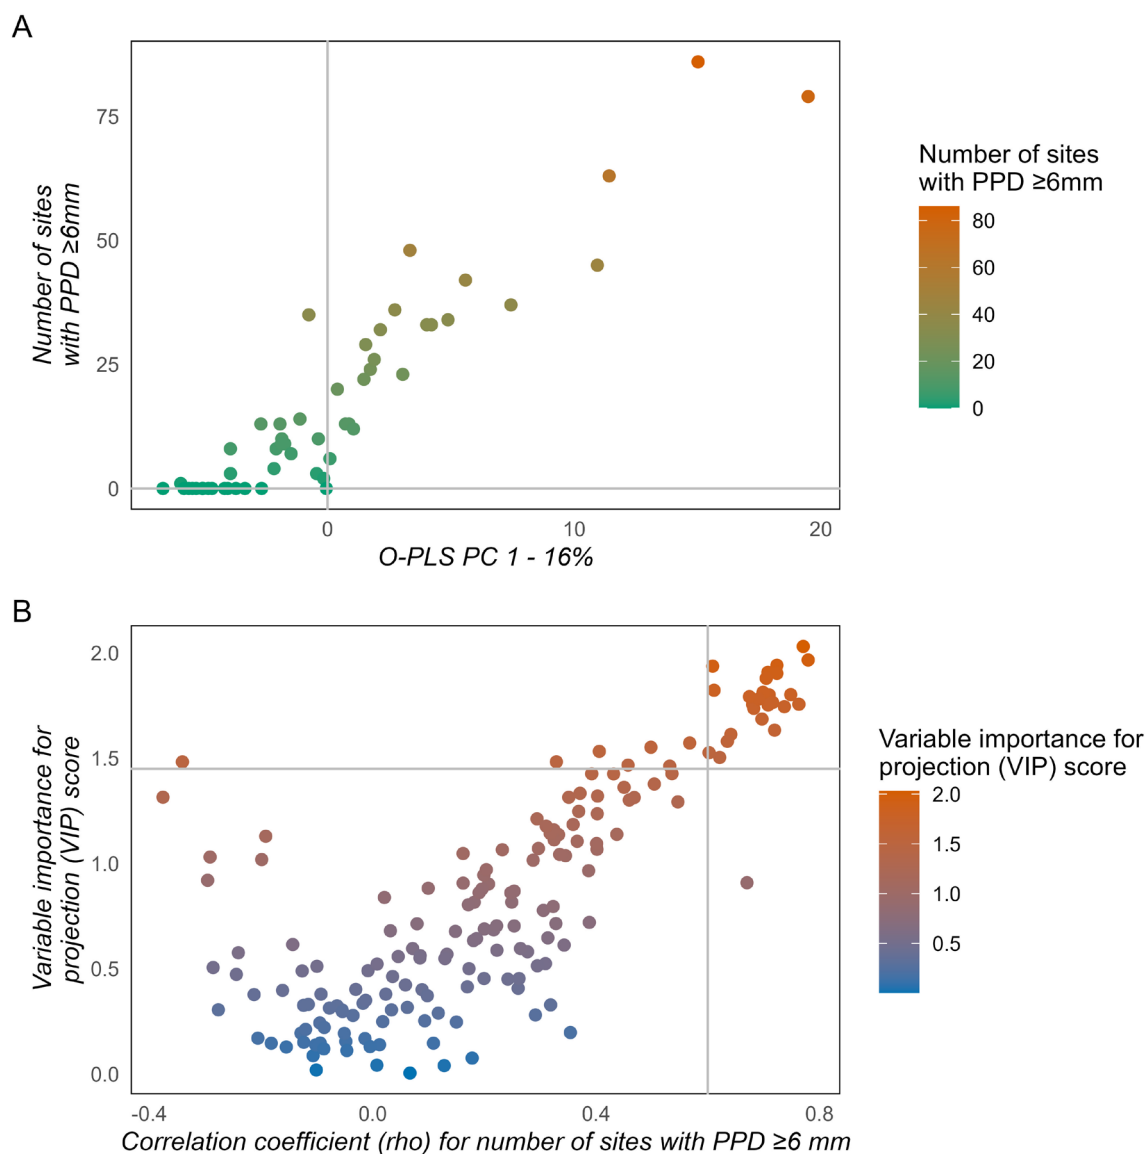 A
Number of sites
with PPD ≥6mm
75
50
25
0
0
10
20
O-PLS PC 1 - 16%
Number of sites
with PPD ≥6mm
80
60
40
20
0
B
Variable importance for
projection (VIP) score
2.0
1.5
1.0
0.5
0.0
-0.4
0.0
0.4
0.8
Correlation coefficient (rho) for number of sites with PPD ≥6 mm
Variable importance for
projection (VIP) score
2.0
1.5
1.0
0.5